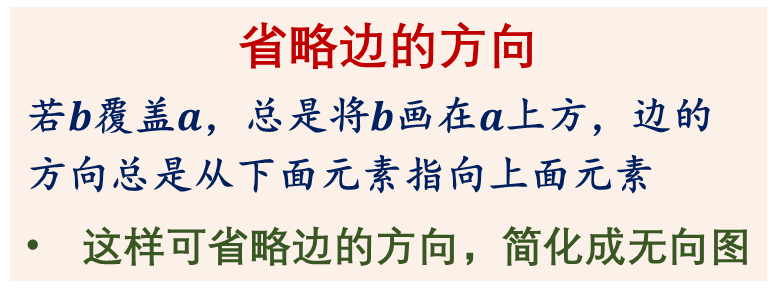 省略边的方向
若b覆盖a，总是将b画在a上方，边的
方向总是从下面元素指向上面元素
• 这样可省略边的方向，简化成无向图